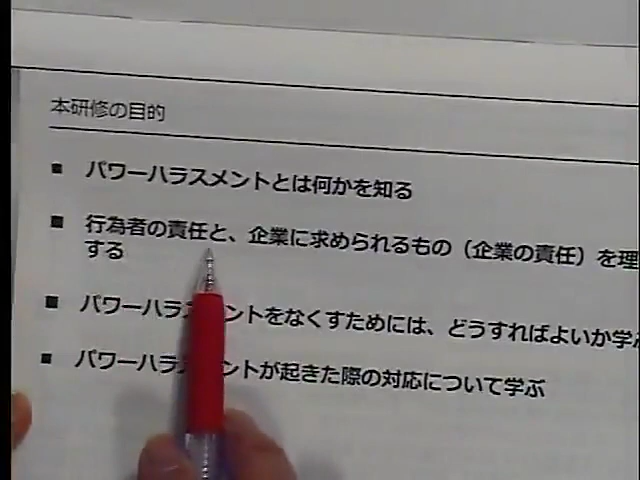 本研修の目的
■ パワーハラスメントとは何かを知る
■ 行為者の責任と、企業に求められるもの（企業の責任）を理
する
■ パワーハラ メントをなくすためには、どうすればよいか学
■ パワーハラ メントが起きた際の対応について学ぶ